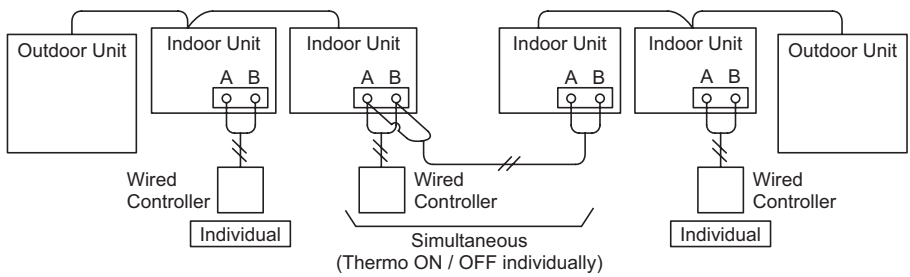 Outdoor Unit
Indoor Unit
Indoor Unit
Indoor Unit
Indoor Unit
Outdoor Unit
A B
A B
A B
A B
Wired
Controller
Wired
Controller
Wired
Controller
Individual
Simultaneous
(Thermo ON / OFF individually)
Individual